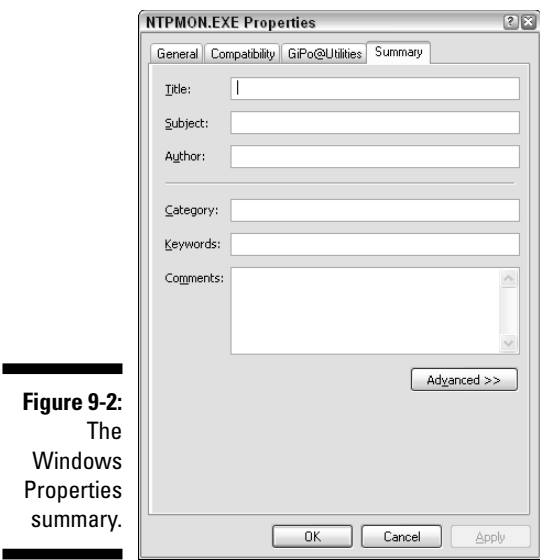 NTPMON.EXE Properties
General Compatibility GiPo@Utilities Summary
Title:
Subject:
Author:
Category:
Keywords:
Comments:
Advanced >>
Figure 9-2:
The
Windows
Properties
summary.
OK Cancel Apply